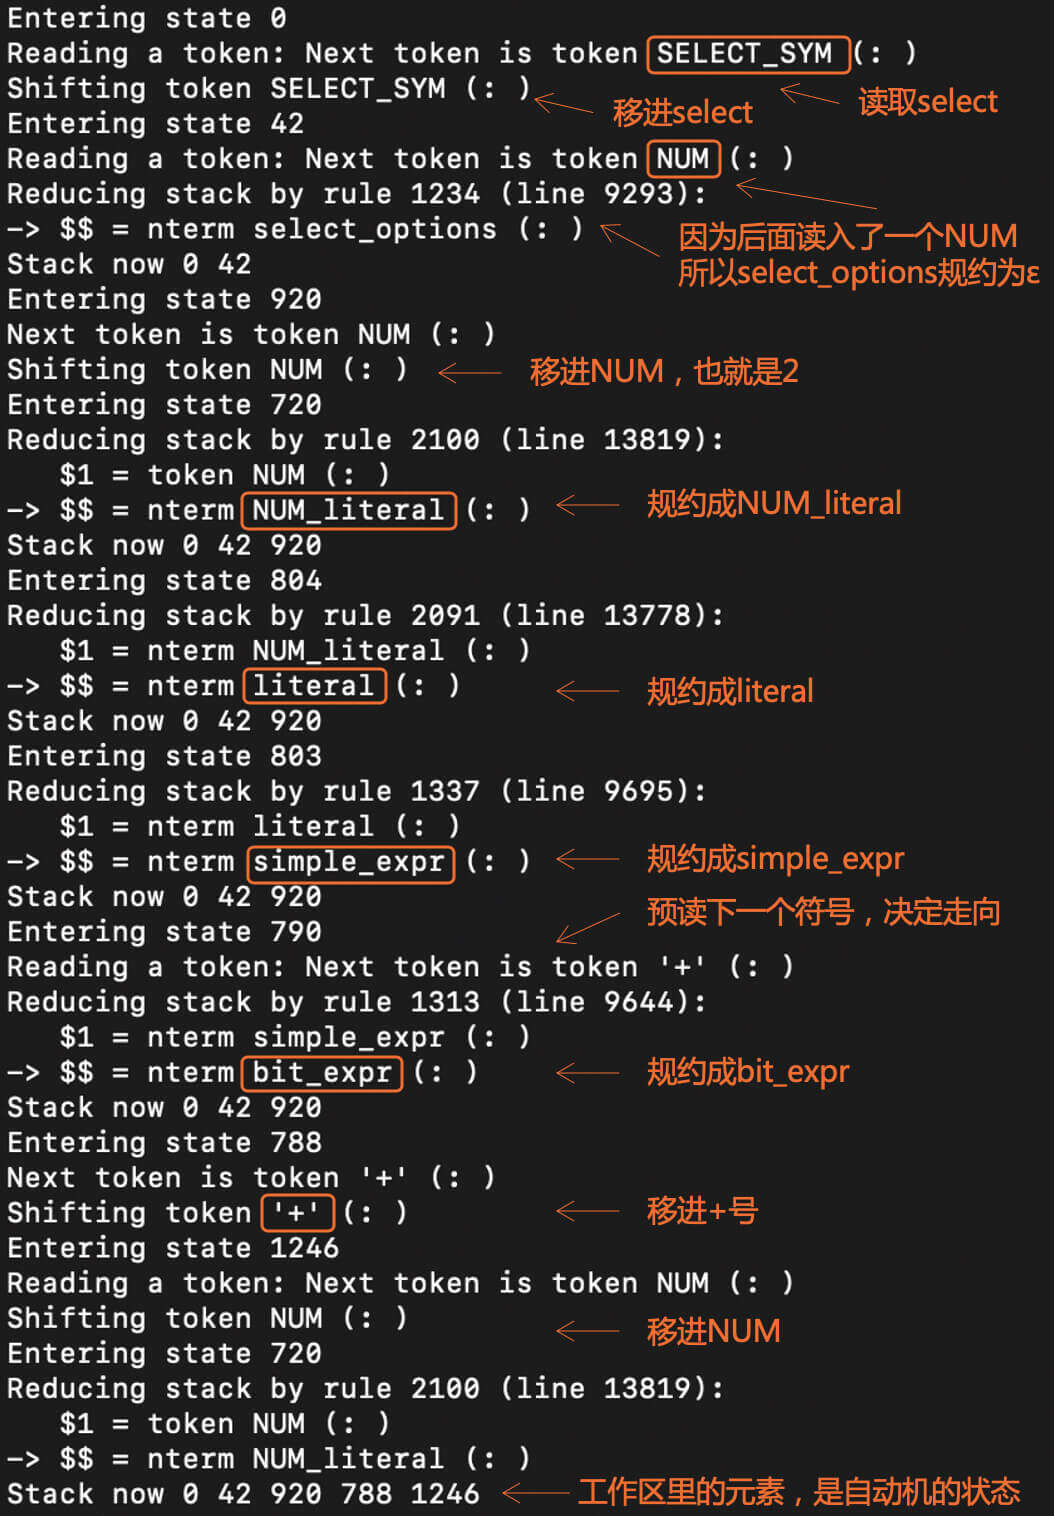 Entering state 0
Reading a token: Next token is token SELECT_SYM (: )
Shifting token SELECT_SYM (: )
移进select
读取select
Entering state 42
Reading a token: Next token is token NUM (: )
Reducing stack by rule 1234 (line 9293):
-> $$ = nterm select_options (: )
因为后面读入了一个NUM
所以select_options规约为ε
Stack now 0 42
Entering state 920
Next token is token NUM (: )
Shifting token NUM (: )
移进NUM，也就是2
Entering state 720
Reducing stack by rule 2100 (line 13819):
$1 = token NUM (: )
-> $$ = nterm NUM_literal (: )
规约成NUM_literal
Stack now 0 42 920
Entering state 804
Reducing stack by rule 2091 (line 13778):
$1 = nterm NUM_literal (: )
-> $$ = nterm literal (: )
规约成literal
Stack now 0 42 920
Entering state 803
Reducing stack by rule 1337 (line 9695):
$1 = nterm literal (: )
-> $$ = nterm simple_expr (: )
规约成simple_expr
Stack now 0 42 920
预读下一个符号，决定走向
Entering state 790
Reading a token: Next token is token '+' (: )
Reducing stack by rule 1313 (line 9644):
$1 = nterm simple_expr (: )
-> $$ = nterm bit_expr (: )
规约成bit_expr
Stack now 0 42 920
Entering state 788
Next token is token '+' (: )
Shifting token '+' (: )
移进+号
Entering state 1246
Reading a token: Next token is token NUM (: )
Shifting token NUM (: )
移进NUM
Entering state 720
Reducing stack by rule 2100 (line 13819):
$1 = token NUM (: )
-> $$ = nterm NUM_literal (: )
Stack now 0 42 920 788 1246
工作区里的元素，是自动机的状态